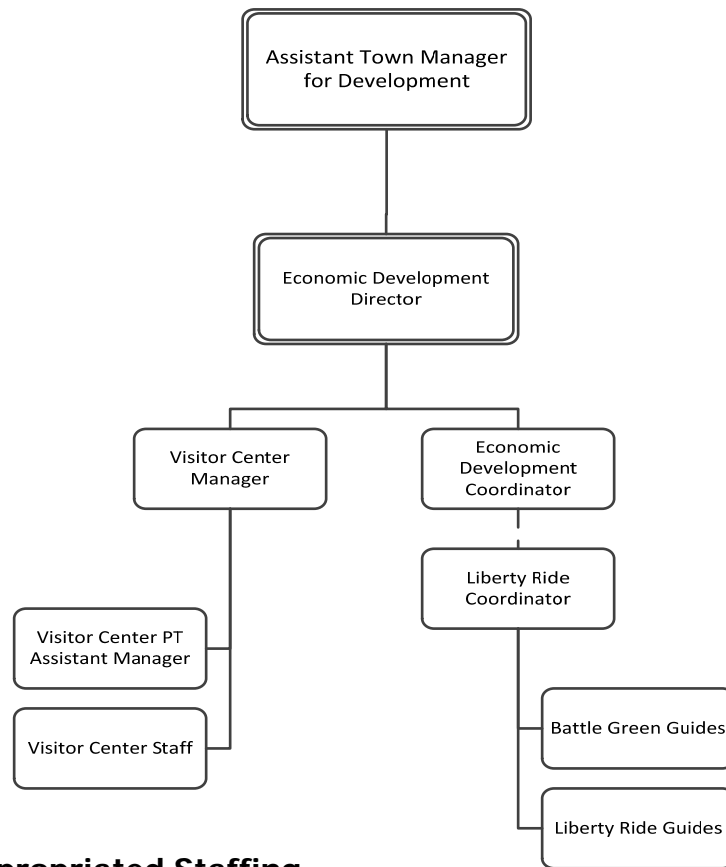 Assistant Town Manager
for Development
Economic Development
Director
Visitor Center
Manager
Economic
Development
Coordinator
Liberty Ride
Coordinator
Visitor Center PT
Assistant Manager
Visitor Center Staff
Battle Green Guides
Liberty Ride Guides
Staffing